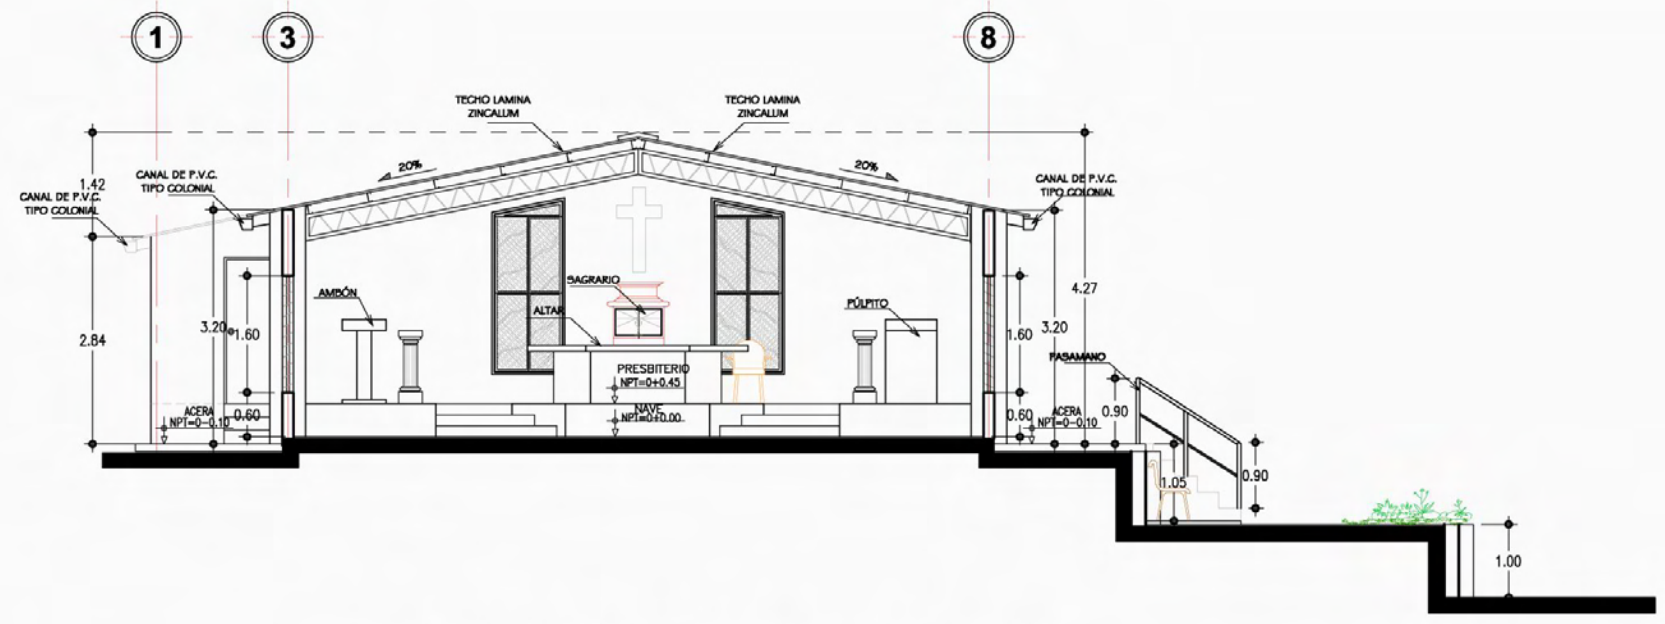 1
3
8
TECHO LAMINA
ZINCALUM
TECHO LAMINA
ZINCALUM
20%
20%
1.42
CANAL DE P.V.C.
TIPO COLONIAL
CANAL DE P.V.C.
TIPO COLONIAL
CANAL DE P.V.C.
TIPO COLONIAL
SAGRARIO
AMBÓN
ALTAR
PÚLPITO
4.27
2.84
3.20
1.60
1.60
3.20
PASAMANO
PRESBITERIO
NPT=0+0.45
NAVE
NPT=0+0.00
ACERA
NPT=0-0.10
0.60
0.60
ACERA
NPT=0-0.10
0.90
1.05
0.90
1.00